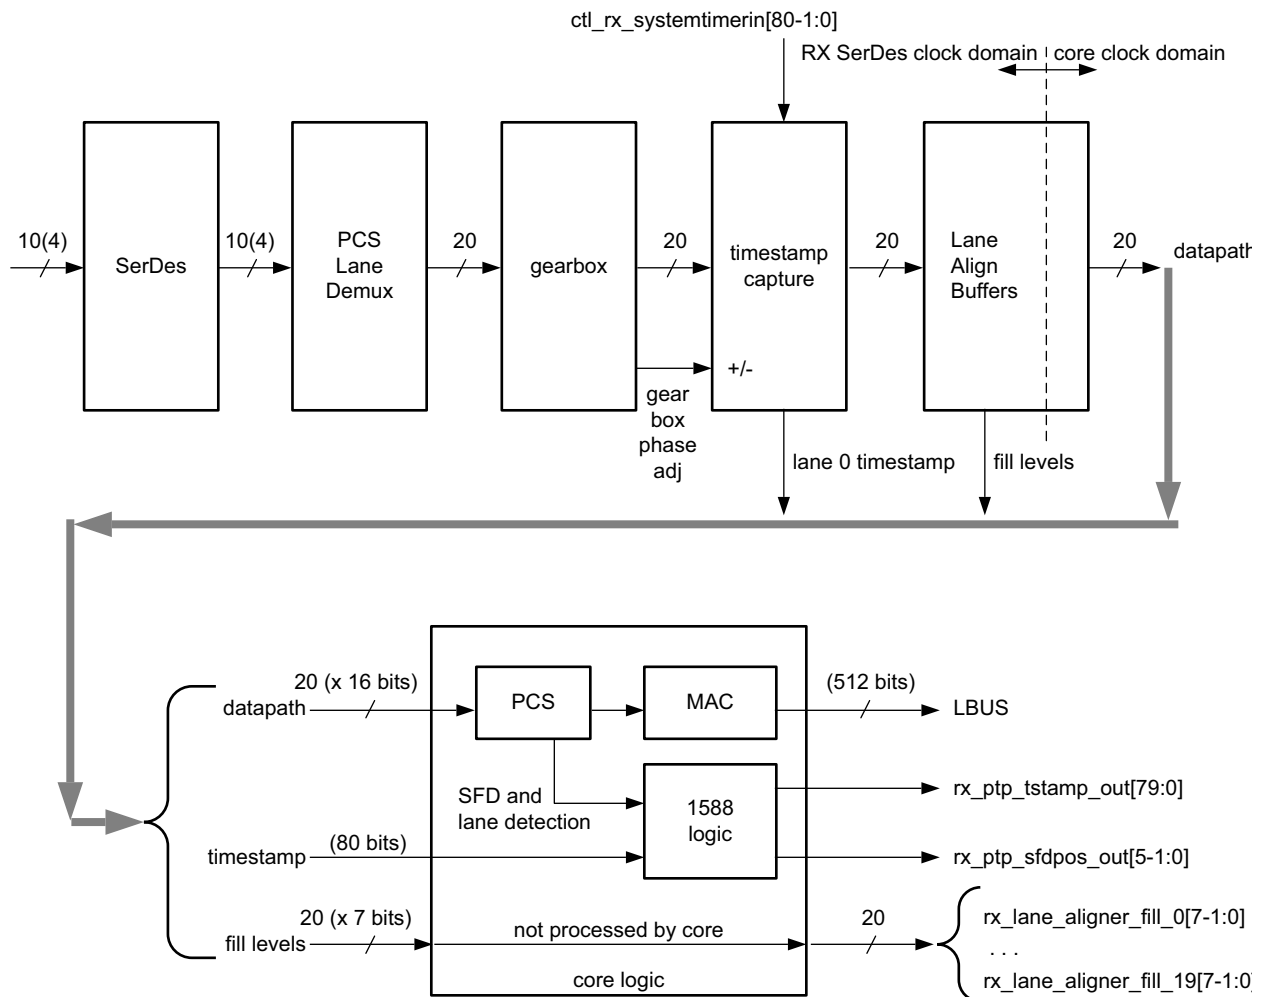 ctl_rx_systemtimerin[80-1:0]
RX SerDes clock domain
core clock domain
10(4)
SerDes
10(4)
PCS
Lane
Demux
20
gearbox
20
timestamp
capture
+/-
20
Lane
Align
Buffers
20
datapath
gear
box
phase
adj
lane 0 timestamp
fill levels
datapath
20 (x 16 bits)
PCS
MAC
(512 bits)
LBUS
SFD and
lane detection
1588
logic
rx_ptp_tstamp_out[79:0]
timestamp
(80 bits)
rx_ptp_sfdpos_out[5-1:0]
fill levels
20 (x 7 bits)
not processed by core
20
rx_lane_aligner_fill_0[7-1:0]
. . .
rx_lane_aligner_fill_19[7-1:0]
core logic